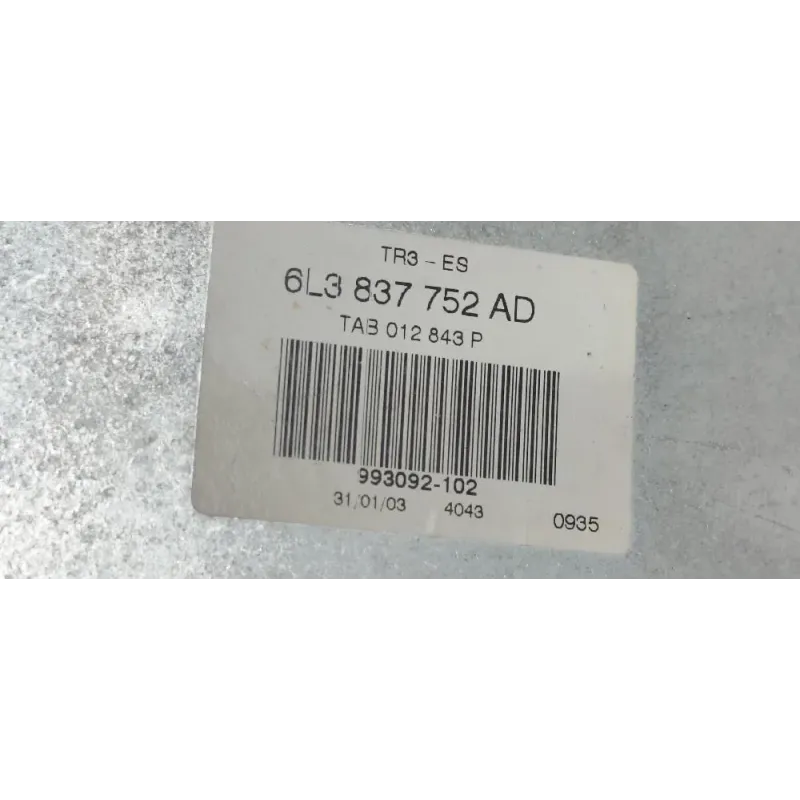 TR3 - ES
6L3 837 752 AD
TAB 012 843 P
993092-102
31/01/03 4043 0935